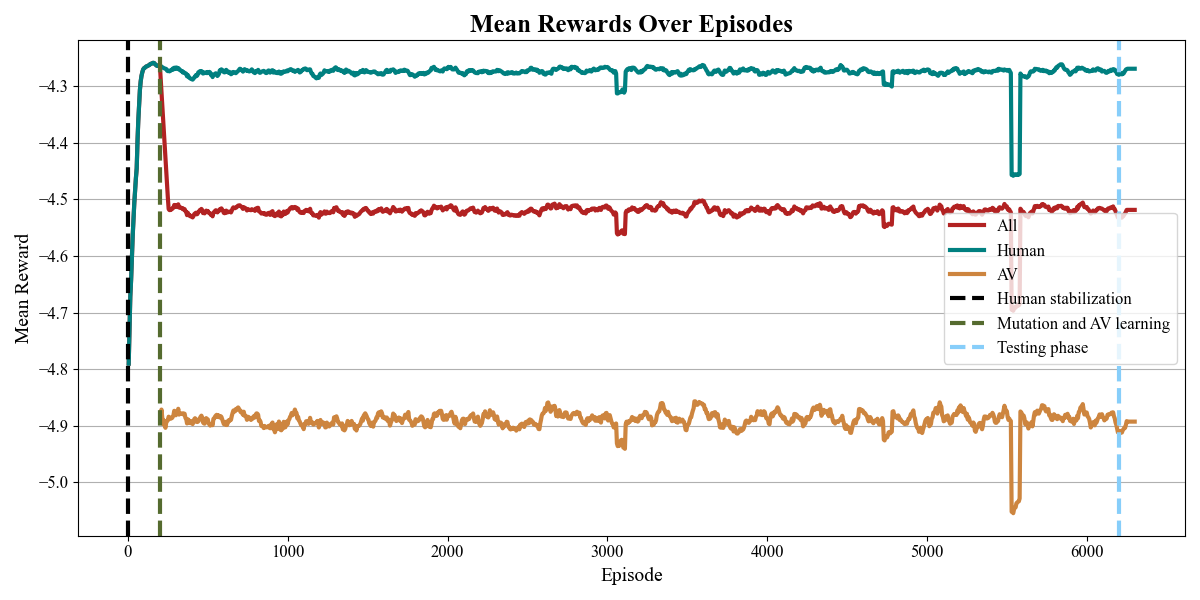 Mean Rewards Over Episodes
Mean Reward
−4.3
−4.4
−4.5
−4.6
−4.7
−4.8
−4.9
−5.0
All
Human
AV
Human stabilization
Mutation and AV learning
Testing phase
0 1000 2000 3000 4000 5000 6000
Episode